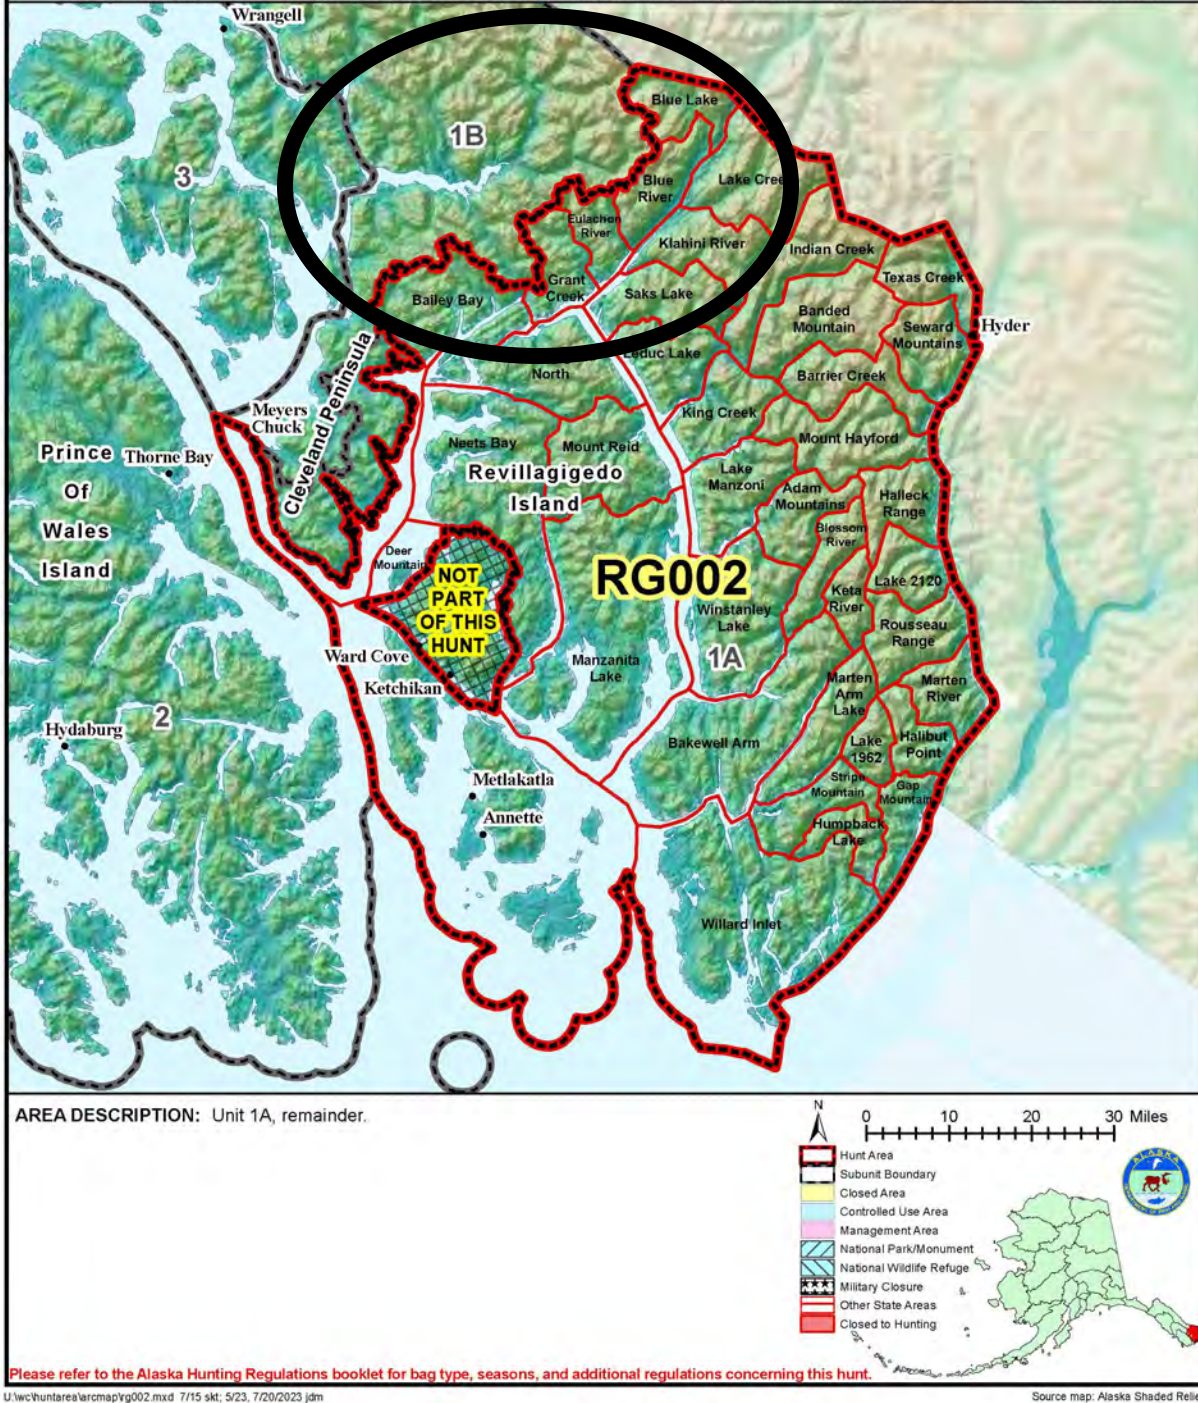 Wrangell
1B
3
Blue Lake
Blue
River
Lake Cree
Eulachon
River
Klahini River
Indian Creek
Texas Creek
Grant
Creek
Bailey Bay
Saks Lake
Banded
Mountain
Seward
Mountains
Hyder
Leduc Lake
North
Barrier Creek
Cleveland Peninsula
Meyers
Chuck
King Creek
Neets Bay
Mount Reid
Mount Hayford
Prince
Of
Wales
Island
Thorne Bay
Revillagigedo
Island
Lake
Manzoni
Adam
Mountains
Halleck
Range
Blossom
River
Deer
Mountain
NOT
PART
OF THIS
HUNT
RG002
Lake 2120
Keta
River
Winstanley
Lake
Rousseau
Range
1A
Ward Cove
Ketchikan
Manzanita
Lake
Marten
Arm
Lake
Marten
River
2
Hydaburg
Bakewell Arm
Lake
1962
Halibut
Point
Metlakatla
Stripe
Mountain
Gap
Mountain
Annette
Humpback
Lake
Willard Inlet
AREA DESCRIPTION: Unit 1A, remainder.
N
0 10 20 30 Miles
Hunt Area
Subunit Boundary
Closed Area
Controlled Use Area
Management Area
National Park/Monument
National Wildlife Refuge
Military Closure
Other State Areas
Closed to Hunting
ALASKA
Please refer to the Alaska Hunting Regulations booklet for bag type, seasons, and additional regulations concerning this hunt.
U:\wc\huntarea\arcmap\rg002.mxd 7/15 skt; 5/23, 7/20/2023 jdm
Source map: Alaska Shaded Relie